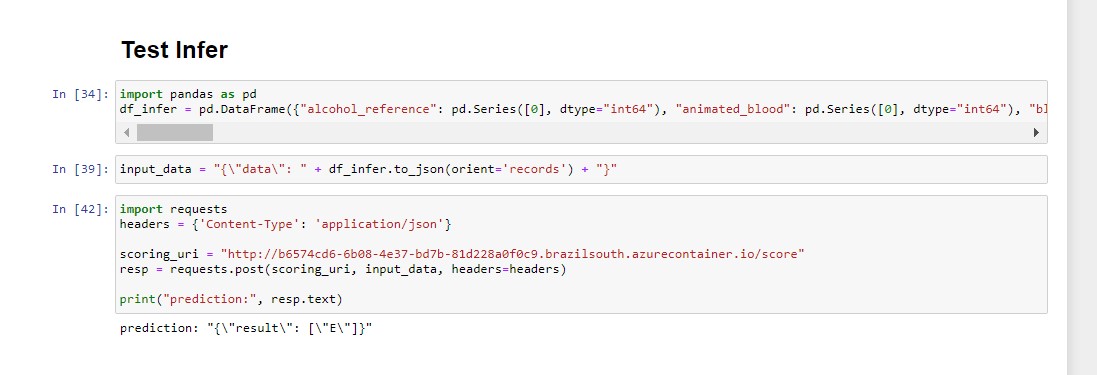 Test Infer
In [34]: import pandas as pd
df_infer = pd.DataFrame({"alcohol_reference": pd.Series([0], dtype="int64"), "animated_blood": pd.Series([0], dtype="int64"), "bl
In [39]: input_data = "{\"data\": " + df_infer.to_json(orient='records') + "}"
In [42]: import requests
headers = {'Content-Type': 'application/json'}
scoring_uri = "http://b6574cd6-6b08-4e37-bd7b-81d228a0f0c9.brazilsouth.azurecontainer.io/score"
resp = requests.post(scoring_uri, input_data, headers=headers)
print("prediction:", resp.text)
prediction: "{\"result\": [\"E\"]}"